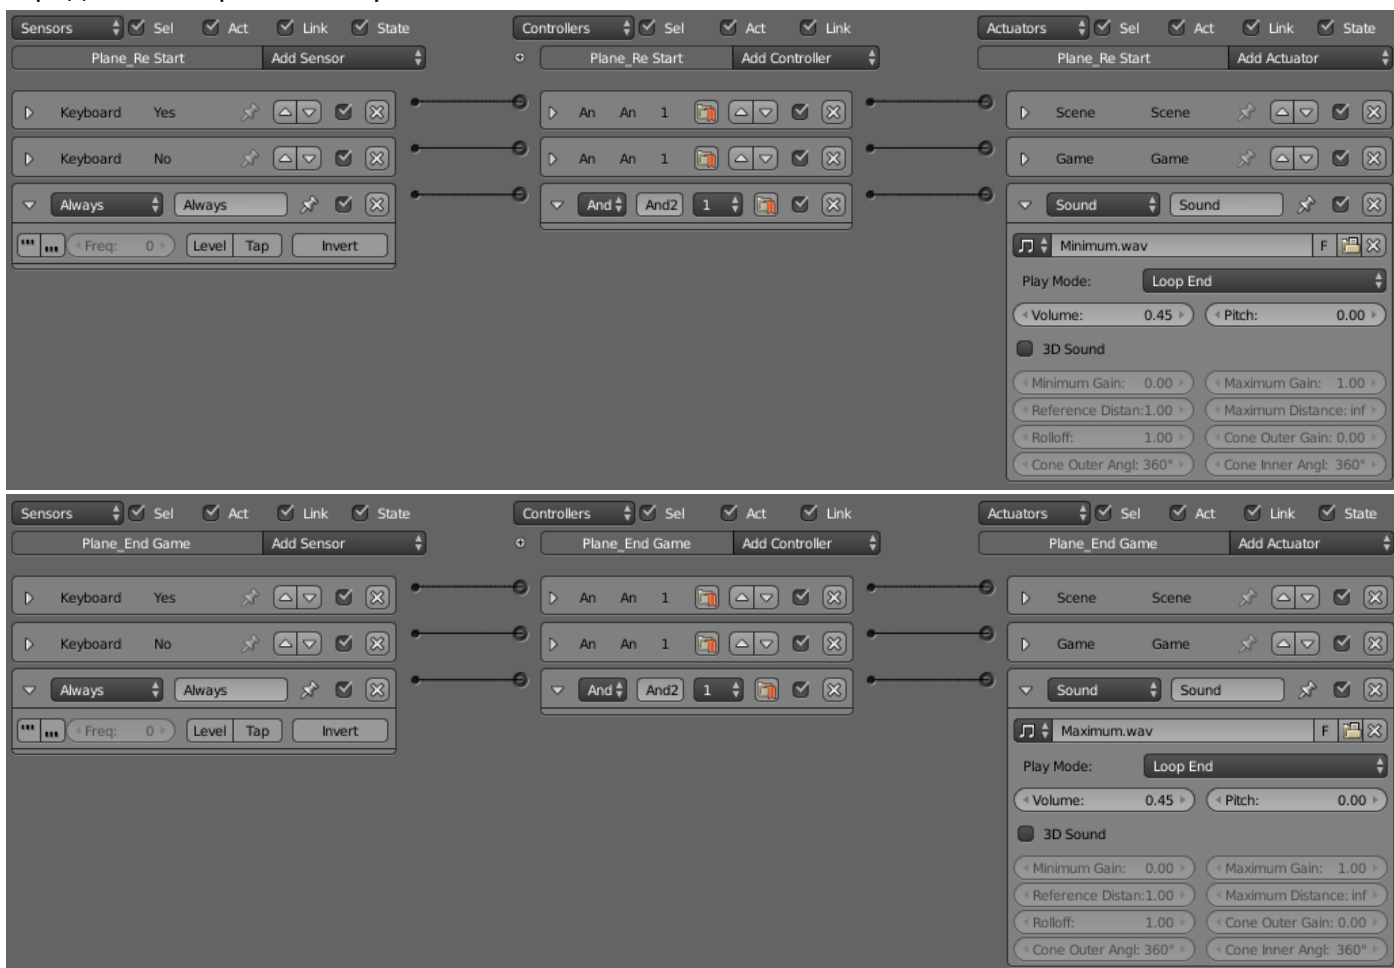 Sensors Sel Act Link State Controllers Sel Act Link Actuators Sel Act Link State
Plane_Re Start Add Sensor Plane_Re Start Add Controller Plane_Re Start Add Actuator
Keyboard Yes An An 1 Scene Scene
Keyboard No An An 1 Game Game
Always Always And And2 1 Sound Sound
Freq: 0 Level Tap Invert Minimum.wav F
Play Mode: Loop End
Volume: 0.45 Pitch: 0.00
3D Sound
Minimum Gain: 0.00 Maximum Gain: 1.00
Reference Distan:1.00 Maximum Distance: inf
Rolloff: 1.00 Cone Outer Gain: 0.00
Cone Outer Angl: 360° Cone Inner Angl: 360°
Sensors Sel Act Link State Controllers Sel Act Link Actuators Sel Act Link State
Plane_End Game Add Sensor Plane_End Game Add Controller Plane_End Game Add Actuator
Keyboard Yes An An 1 Scene Scene
Keyboard No An An 1 Game Game
Always Always And And2 1 Sound Sound
Freq: 0 Level Tap Invert Maximum.wav F
Play Mode: Loop End
Volume: 0.45 Pitch: 0.00
3D Sound
Minimum Gain: 0.00 Maximum Gain: 1.00
Reference Distan:1.00 Maximum Distance: inf
Rolloff: 1.00 Cone Outer Gain: 0.00
Cone Outer Angl: 360° Cone Inner Angl: 360°